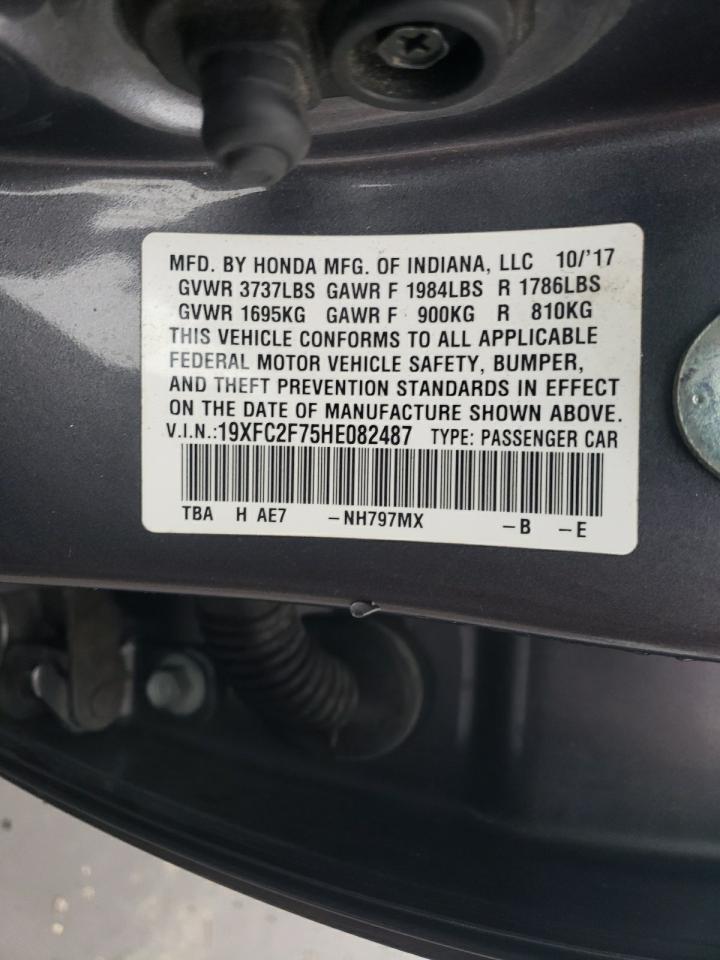 MFD. BY HONDA MFG. OF INDIANA, LLC 10/'17
GVWR 3737LBS GAWR F 1984LBS R 1786LBS
GVWR 1695KG GAWR F 900KG R 810KG
THIS VEHICLE CONFORMS TO ALL APPLICABLE
FEDERAL MOTOR VEHICLE SAFETY, BUMPER,
AND THEFT PREVENTION STANDARDS IN EFFECT
ON THE DATE OF MANUFACTURE SHOWN ABOVE.
V.I.N.:19XFC2F75HE082487 TYPE: PASSENGER CAR
TBA H AE7 -NH797MX -B -E